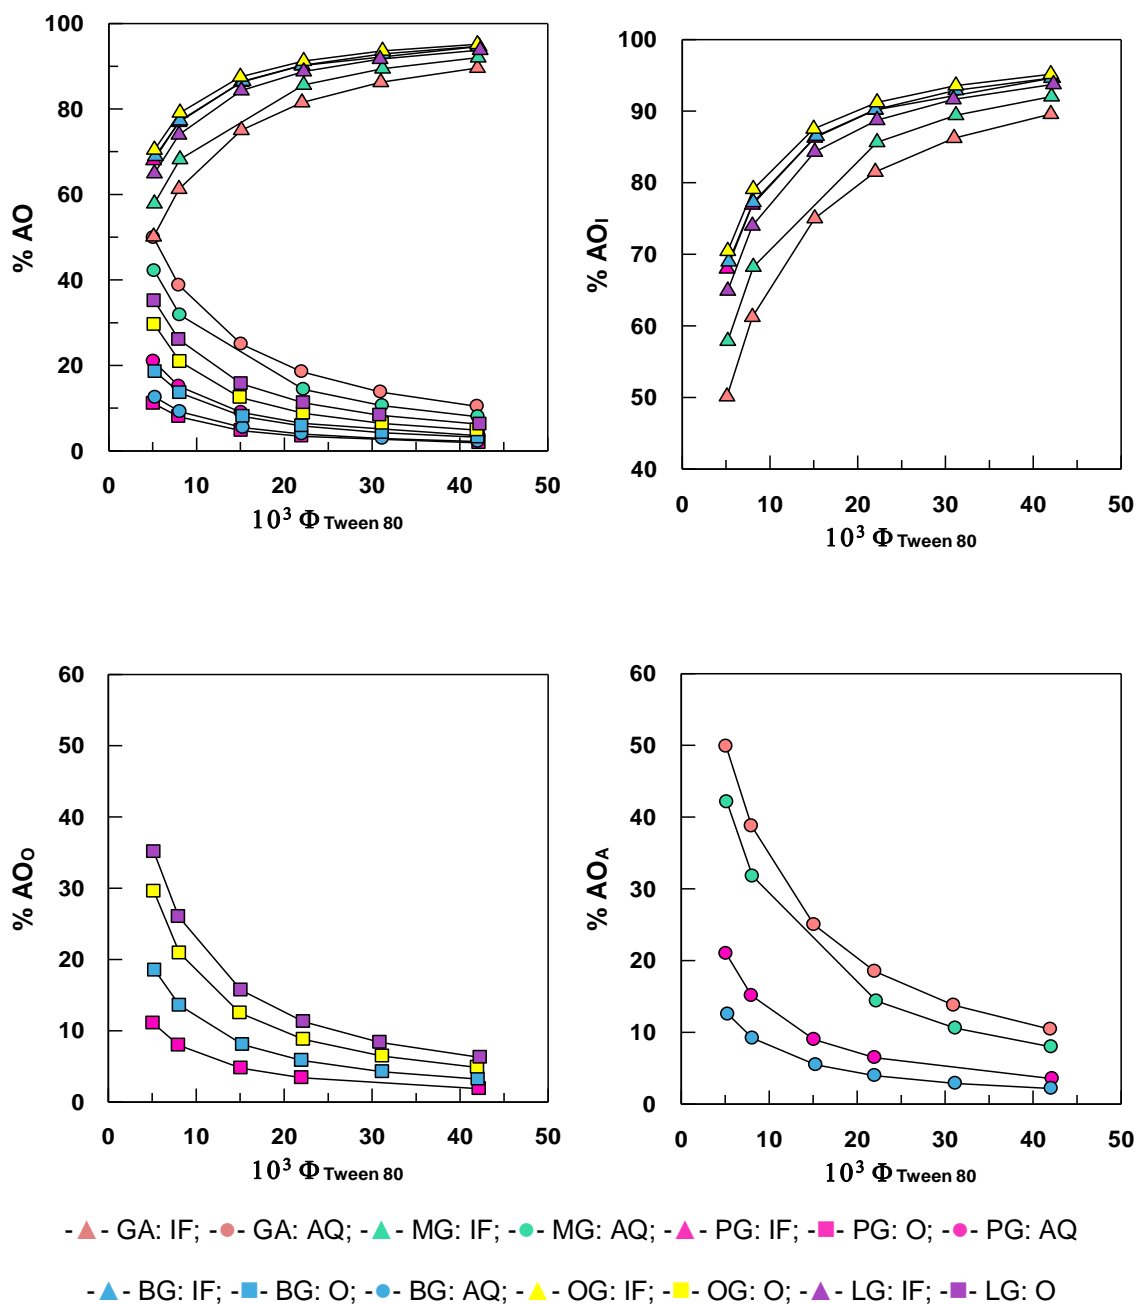 100
80
60
40
20
0
% AO
0 10 20 30 40 50
10³ Φ Tween 80
100
90
80
70
60
50
40
% AOI
0 10 20 30 40 50
10³ Φ Tween 80
60
50
40
30
20
10
0
% AOO
0 10 20 30 40 50
10³ Φ Tween 80
60
50
40
30
20
10
0
% AOA
0 10 20 30 40 50
10³ Φ Tween 80
-▲- GA: IF; -●- GA: AQ; -▲- MG: IF; -●- MG: AQ; -▲- PG: IF; -■- PG: O; -●- PG: AQ
-▲- BG: IF; -■- BG: O; -●- BG: AQ; -▲- OG: IF; -■- OG: O; -▲- LG: IF; -■- LG: O